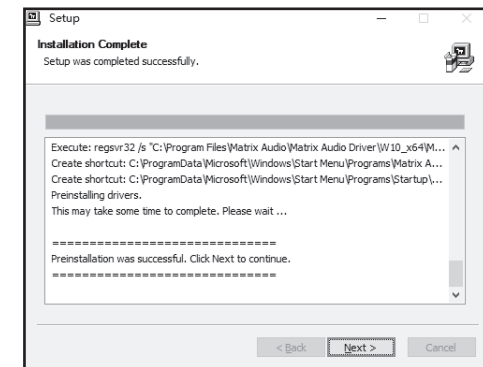 Setup
Installation Complete
Setup was completed successfully.
Execute: regsvr32 /s "C:\Program Files\Matrix Audio\Matrix Audio Driver\W10_x64\M...
Create shortcut: C:\ProgramData\Microsoft\Windows\Start Menu\Programs\Matrix A...
Create shortcut: C:\ProgramData\Microsoft\Windows\Start Menu\Programs\Startup\...
Preinstalling drivers.
This may take some time to complete. Please wait ...
===============================
Preinstallation was successful. Click Next to continue.
===============================
< Back Next > Cancel